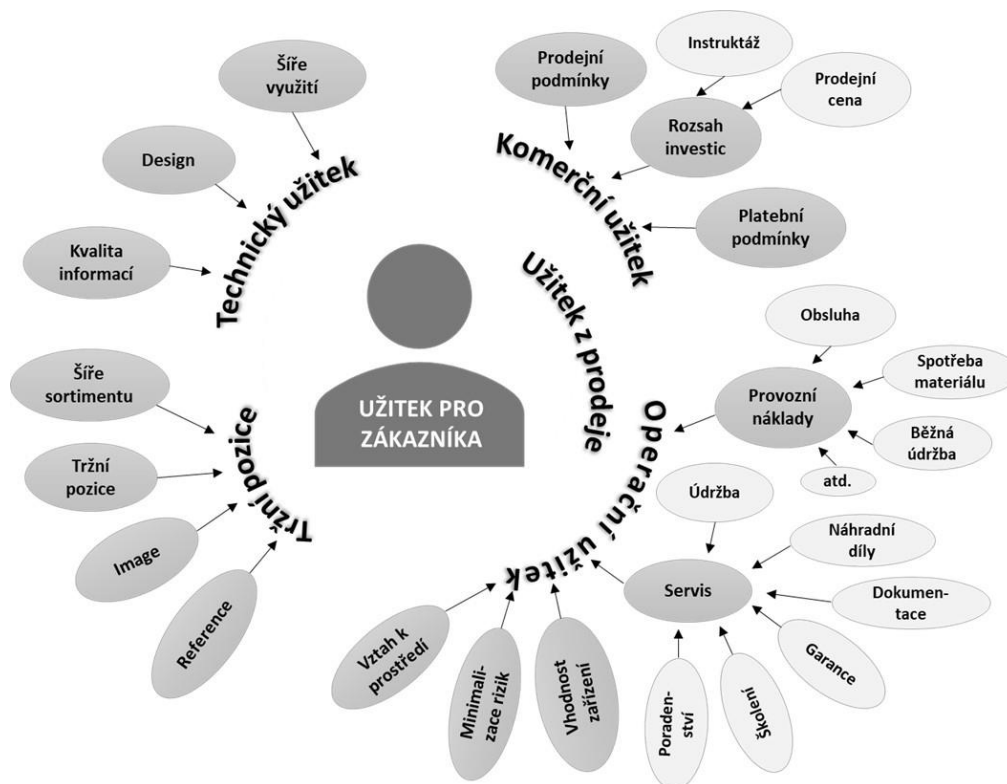 Šíře
využití
Design
Kvalita
informací
Technický užitek
Prodejní
podmínky
Instruktáž
Prodejní
cena
Rozsah
investic
Platební
podmínky
Komerční užitek
Užitek z prodeje
UŽITEK PRO
ZÁKAZNÍKA
Šíře
sortimentu
Tržní
pozice
Image
Reference
Tržní pozice
Obsluha
Spotřeba
materiálu
Provozní
náklady
Běžná
údržba
atd.
Operační užitek
Údržba
Náhradní
díly
Servis
Dokumen-
tace
Garance
Školení
Poraden-
ství
Vztah k
prostředí
Minimali-
zace rizik
Vhodnost
zařízení